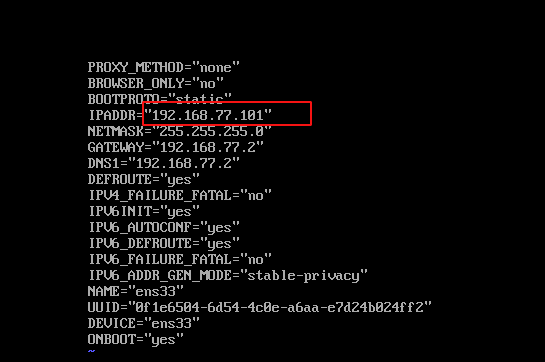 PROXY_METHOD="none"
BROWSER_ONLY="no"
BOOTPROTO="static"
IPADDR="192.168.77.101"
NETMASK="255.255.255.0"
GATEWAY="192.168.77.2"
DNS1="192.168.77.2"
DEFROUTE="yes"
IPV4_FAILURE_FATAL="no"
IPV6INIT="yes"
IPV6_AUTOCONF="yes"
IPV6_DEFROUTE="yes"
IPV6_FAILURE_FATAL="no"
IPV6_ADDR_GEN_MODE="stable-privacy"
NAME="ens33"
UUID="0f1e6504-6d54-4c0e-a6aa-e7d24b024ff2"
DEVICE="ens33"
ONBOOT="yes"
~